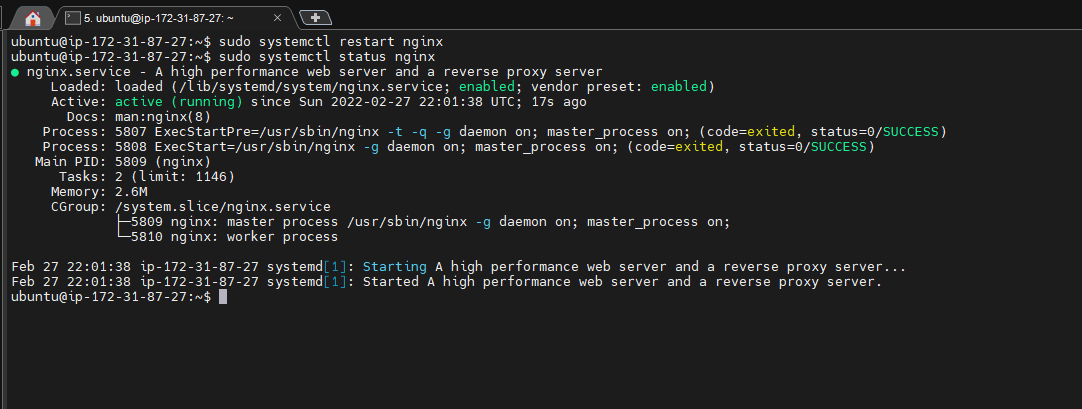 5. ubuntu@ip-172-31-87-27: ~
ubuntu@ip-172-31-87-27:~$ sudo systemctl restart nginx
ubuntu@ip-172-31-87-27:~$ sudo systemctl status nginx
● nginx.service - A high performance web server and a reverse proxy server
     Loaded: loaded (/lib/systemd/system/nginx.service; enabled; vendor preset: enabled)
     Active: active (running) since Sun 2022-02-27 22:01:38 UTC; 17s ago
       Docs: man:nginx(8)
    Process: 5807 ExecStartPre=/usr/sbin/nginx -t -q -g daemon on; master_process on; (code=exited, status=0/SUCCESS)
    Process: 5808 ExecStart=/usr/sbin/nginx -g daemon on; master_process on; (code=exited, status=0/SUCCESS)
   Main PID: 5809 (nginx)
      Tasks: 2 (limit: 1146)
     Memory: 2.6M
     CGroup: /system.slice/nginx.service
             ├─5809 nginx: master process /usr/sbin/nginx -g daemon on; master_process on;
             └─5810 nginx: worker process

Feb 27 22:01:38 ip-172-31-87-27 systemd[1]: Starting A high performance web server and a reverse proxy server...
Feb 27 22:01:38 ip-172-31-87-27 systemd[1]: Started A high performance web server and a reverse proxy server.
ubuntu@ip-172-31-87-27:~$